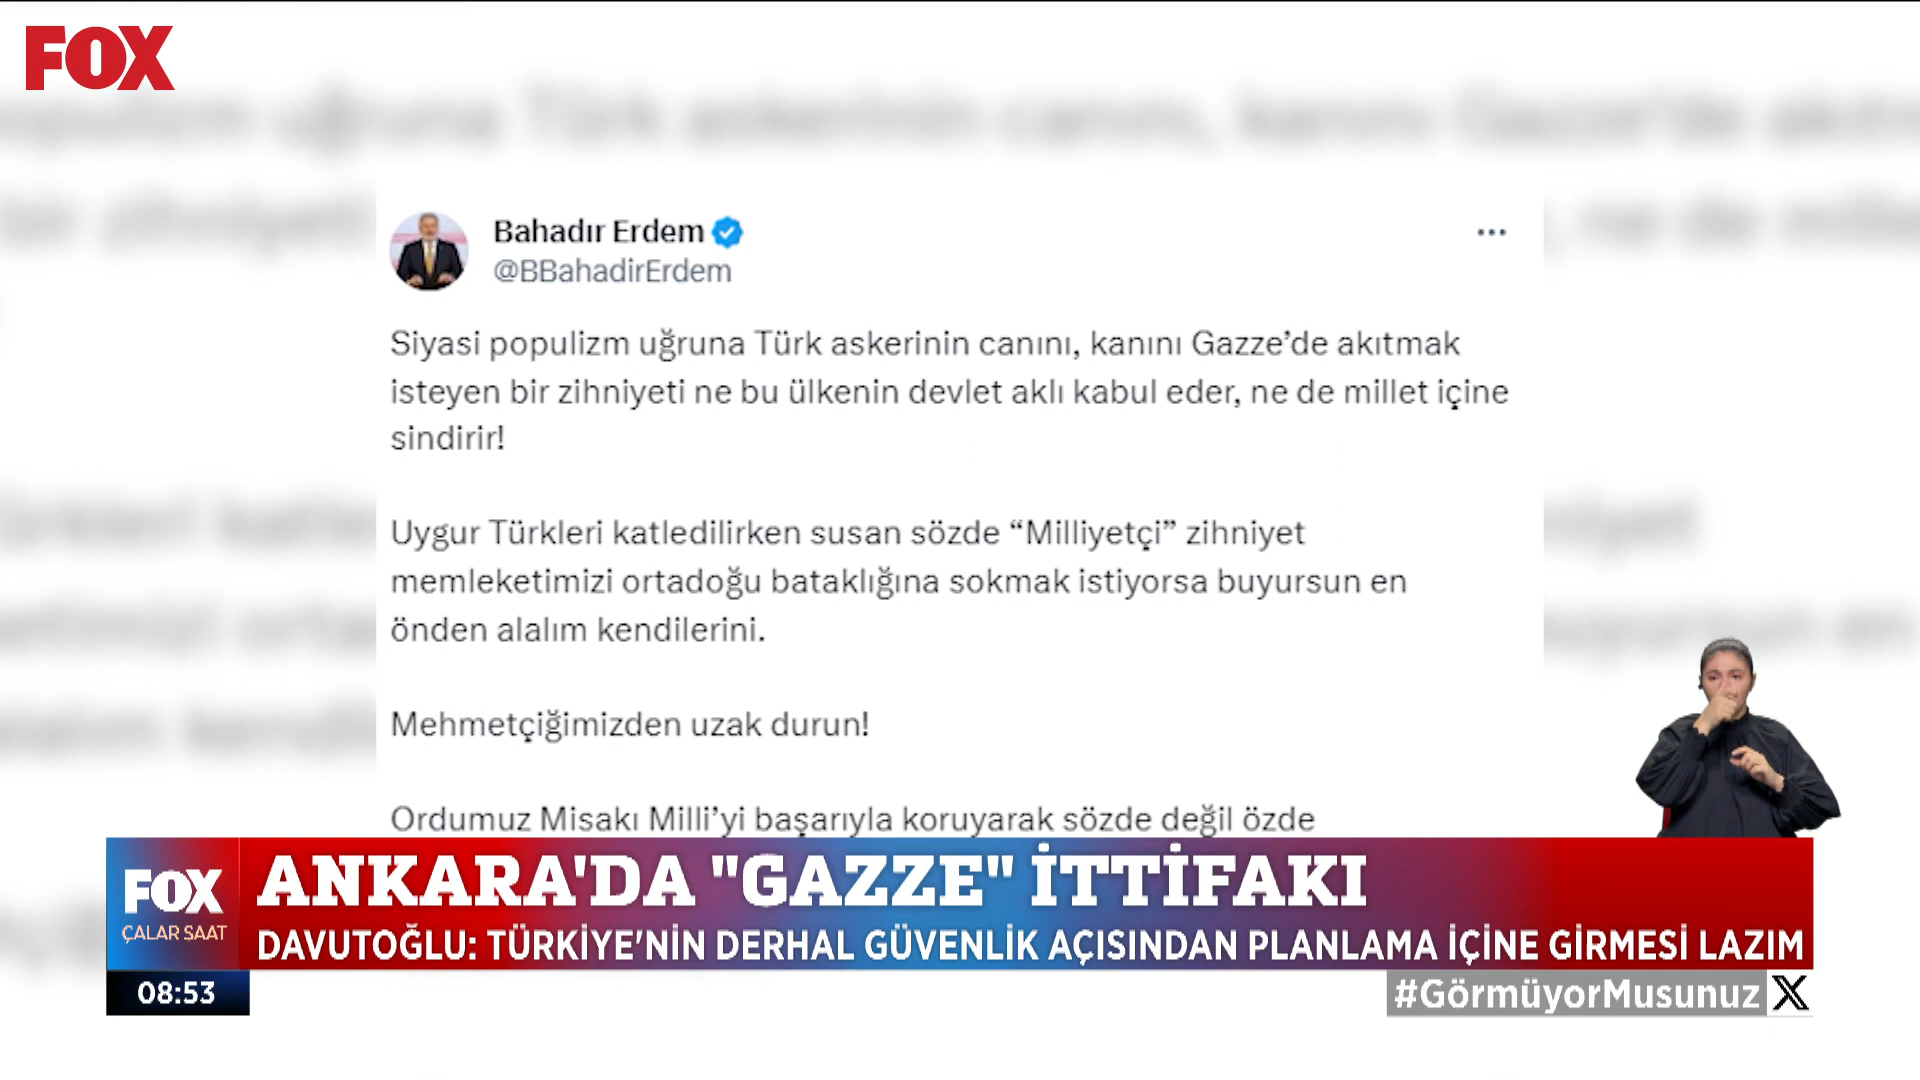 FOX
Bahadır Erdem
@BBahadirErdem
Siyasi populizm uğruna Türk askerinin canını, kanını Gazze’de akıtmak
isteyen bir zihniyeti ne bu ülkenin devlet aklı kabul eder, ne de millet içine
sindirir!
Uygur Türkleri katledilirken susan sözde “Milliyetçi” zihniyet
memleketimizi ortadoğu bataklığına sokmak istiyorsa buyursun en
önden alalım kendilerini.
Mehmetçiğimizden uzak durun!
Ordumuz Misakı Milli’yi başarıyla koruyarak sözde değil özde
FOX
ÇALAR SAAT
ANKARA'DA "GAZZE" İTTİFAKI
DAVUTOĞLU: TÜRKİYE'NİN DERHAL GÜVENLİK AÇISINDAN PLANLAMA İÇİNE GİRMESİ LAZIM
08:53
#GörmüyorMusunuz X